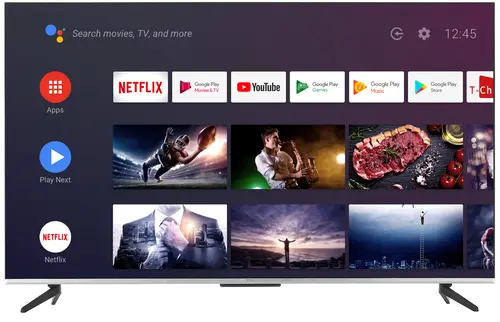 Search movies, TV, and more
12:45
Apps
NETFLIX
Google Play
Movies & TV
YouTube
Google Play
Games
Google Play
Music
Google Play
Store
T-Ch
Play Next
NETFLIX
Netflix